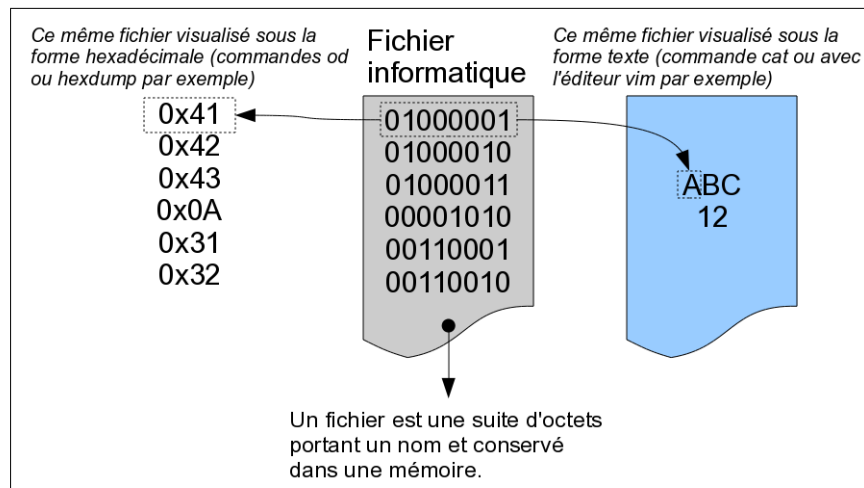 Ce même fichier visualisé sous la
forme hexadécimale (commandes od
ou hexdump par exemple)
0x41
0x42
0x43
0x0A
0x31
0x32
Fichier
informatique
01000001
01000010
01000011
00001010
00110001
00110010
Un fichier est une suite d'octets
portant un nom et conservé
dans une mémoire.
Ce même fichier visualisé sous la
forme texte (commande cat ou avec
l'éditeur vim par exemple)
ABC
12